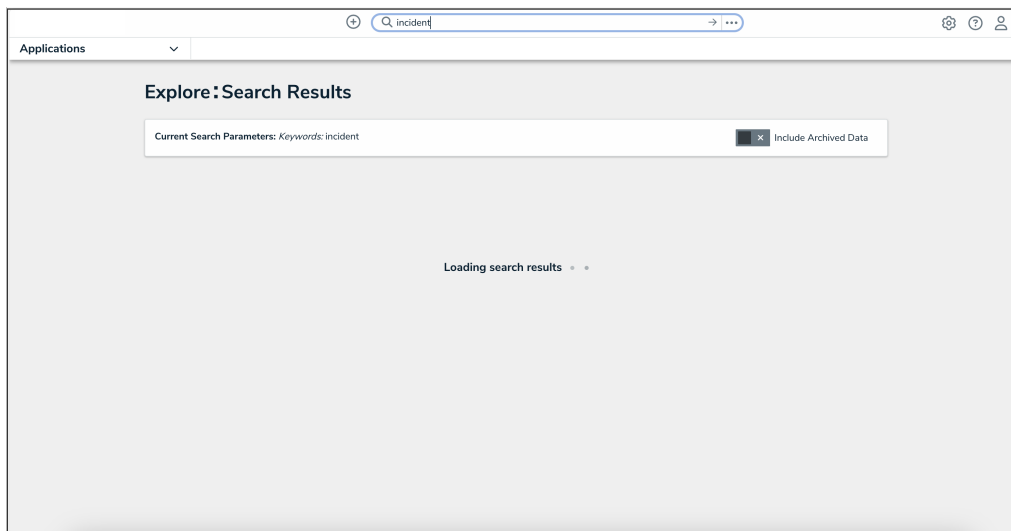 incident
Applications
Explore:Search Results
Current Search Parameters: Keywords: incident
Include Archived Data
Loading search results